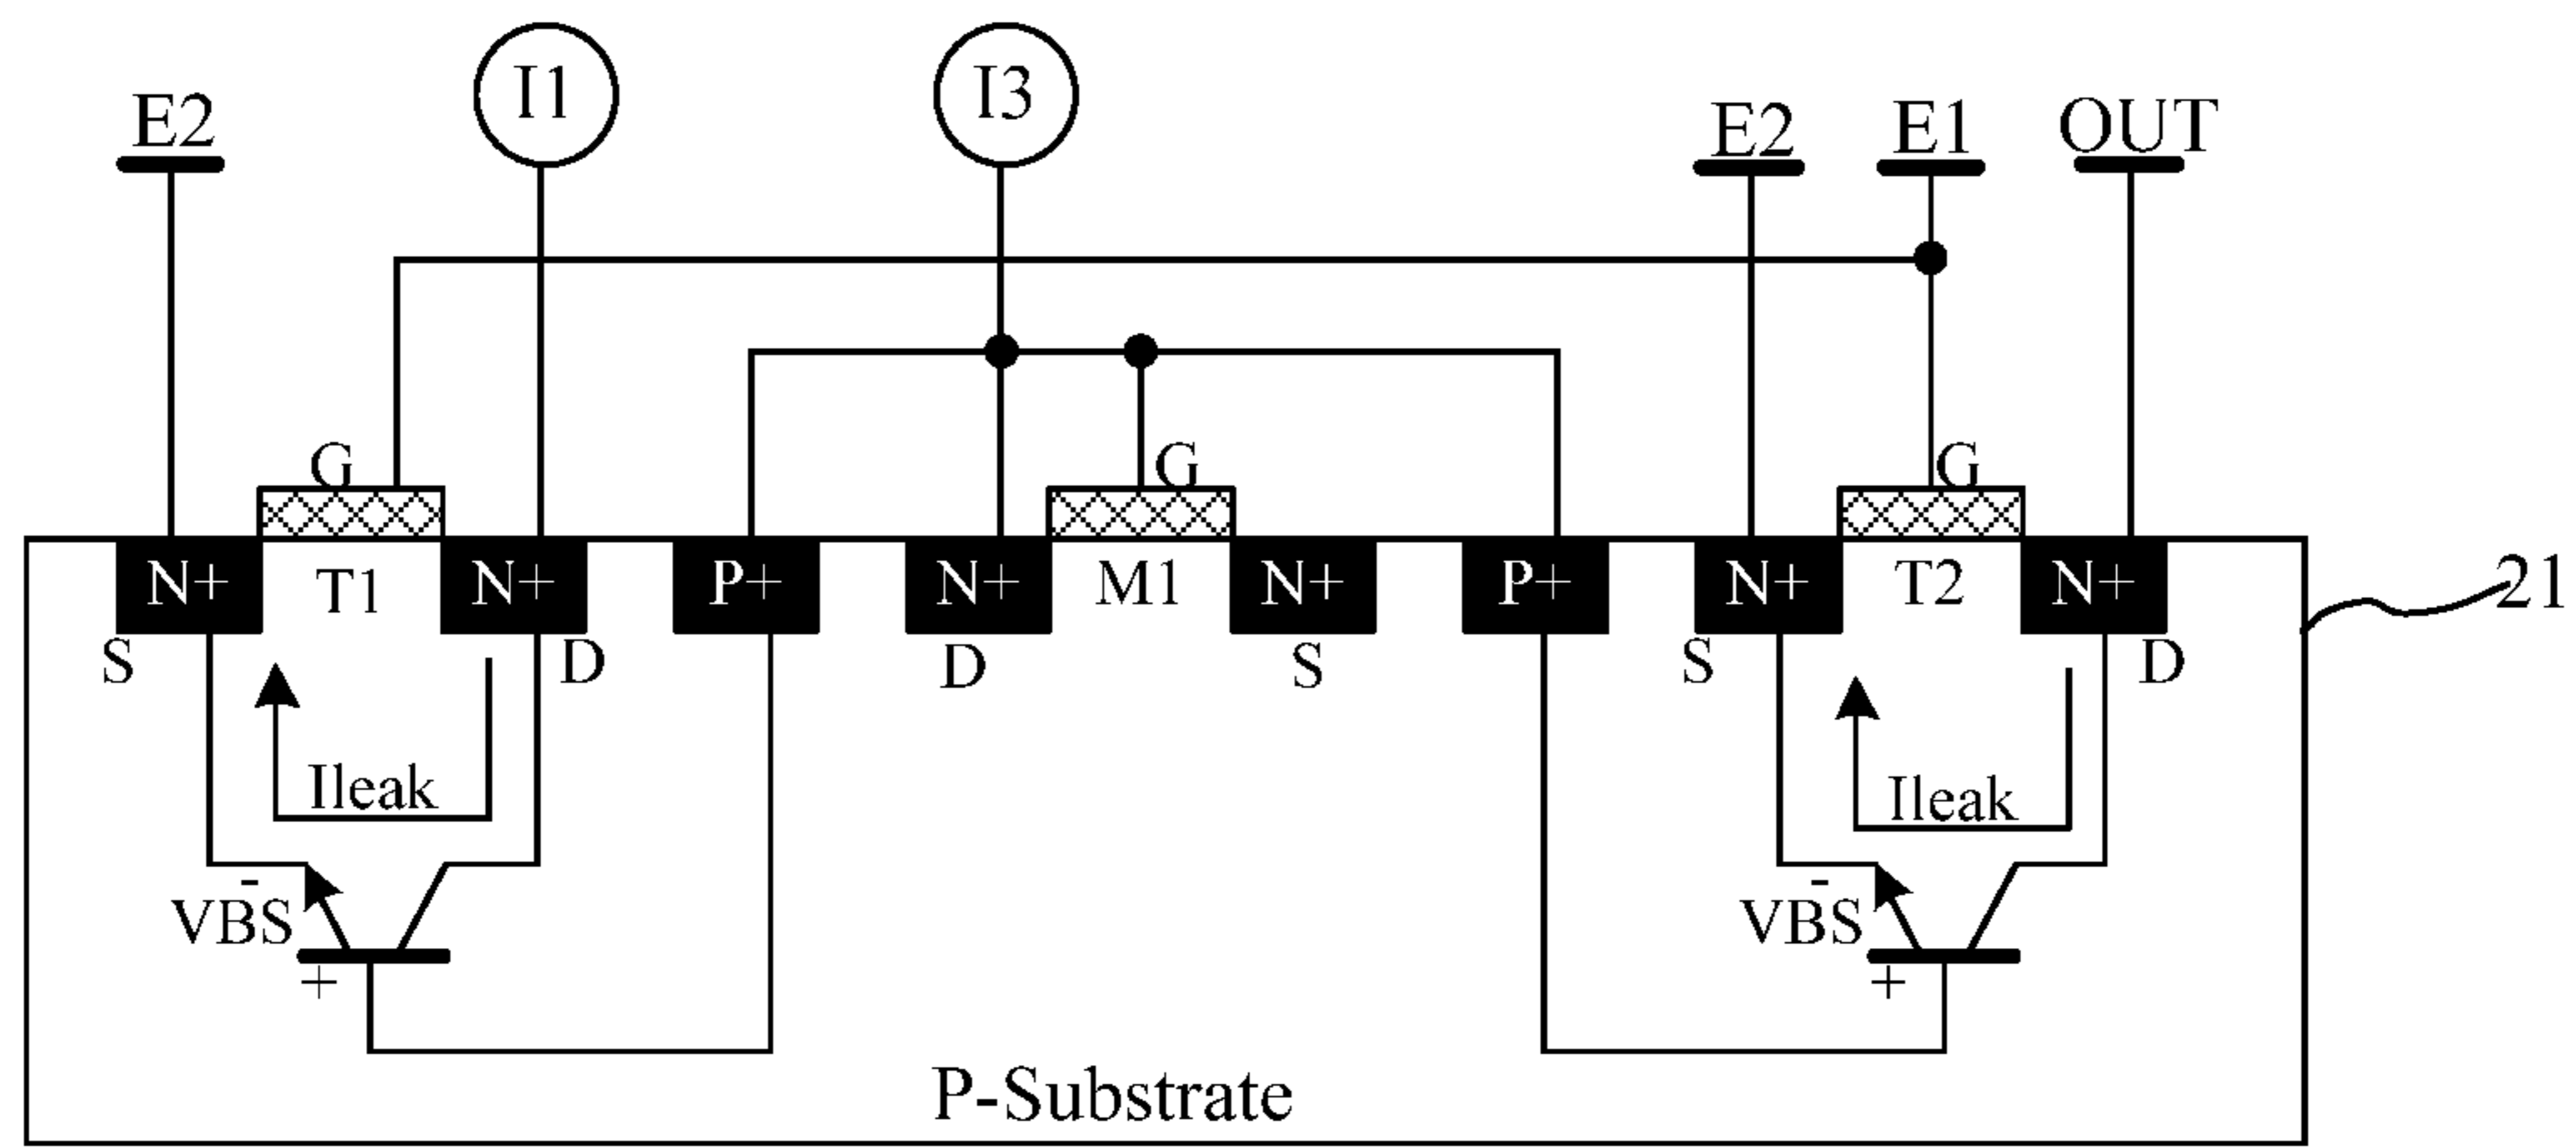 I1 I3
E2 E2 E1 OUT
G G G
N+ T1 N+ P+ N+ M1 N+ P+ N+ T2 N+ 21
S D D S S D
Ileak Ileak
- -
VBS VBS
+ +
P-Substrate